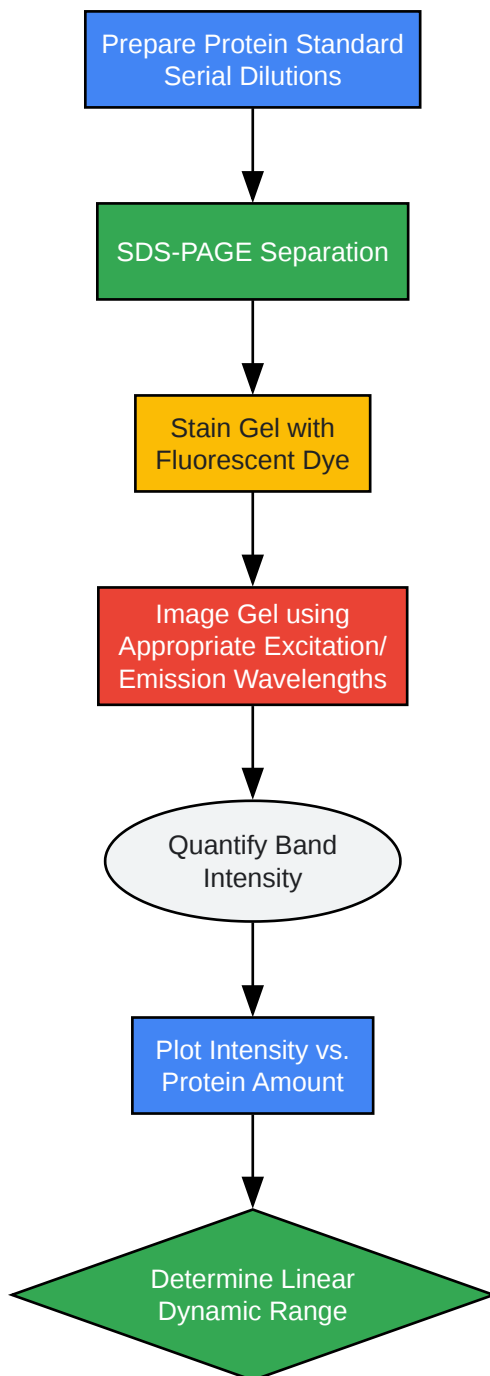 Prepare Protein Standard
Serial Dilutions
SDS-PAGE Separation
Stain Gel with
Fluorescent Dye
Image Gel using
Appropriate Excitation/
Emission Wavelengths
Quantify Band
Intensity
Plot Intensity vs.
Protein Amount
Determine Linear
Dynamic Range